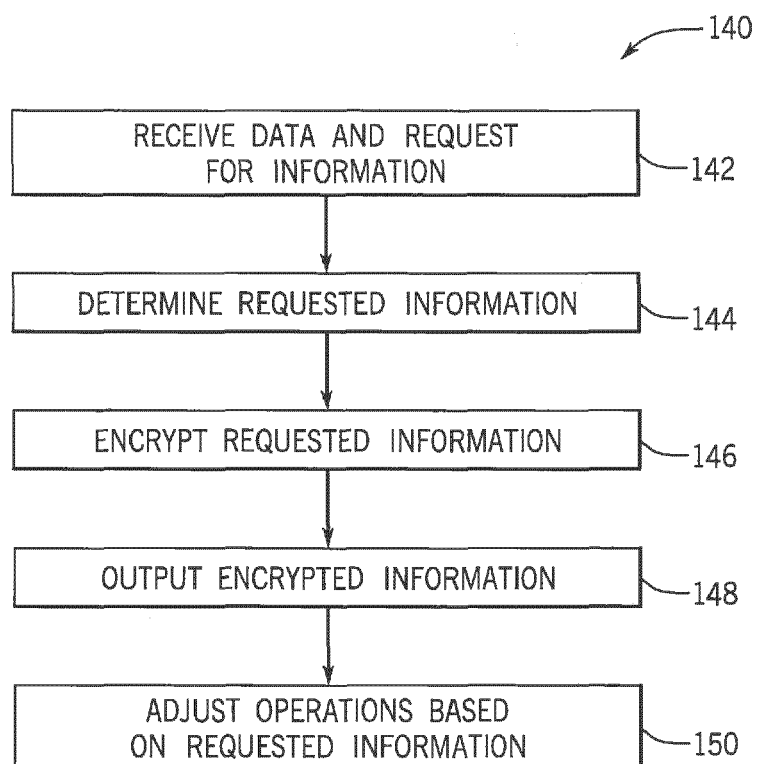 140
RECEIVE DATA AND REQUEST
FOR INFORMATION
142
DETERMINE REQUESTED INFORMATION
144
ENCRYPT REQUESTED INFORMATION
146
OUTPUT ENCRYPTED INFORMATION
148
ADJUST OPERATIONS BASED
ON REQUESTED INFORMATION
150